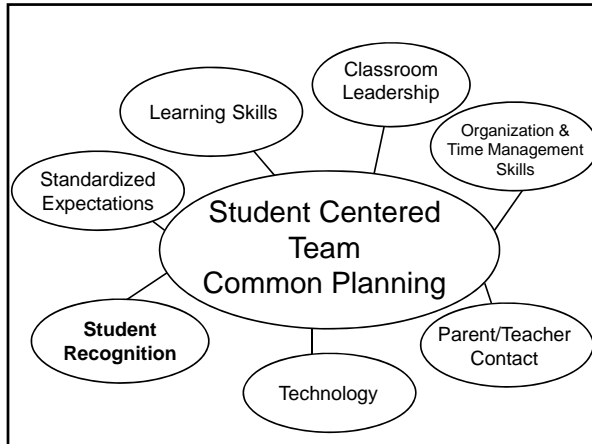 Classroom
Leadership
Learning Skills
Organization &
Time Management
Skills
Standardized
Expectations
Student Centered
Team
Common Planning
Student
Recognition
Parent/Teacher
Contact
Technology